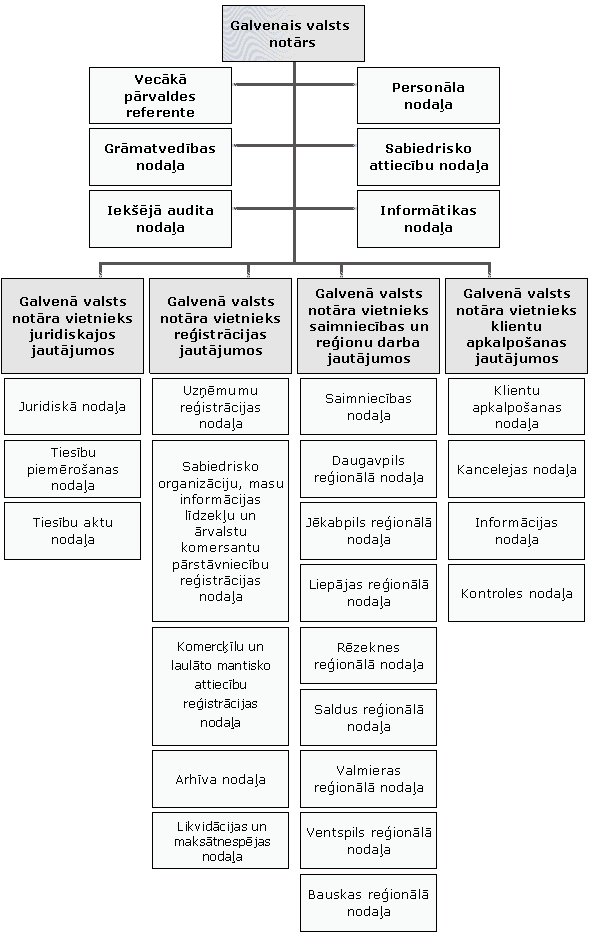 Galvenais valsts
notārs
Vecākā
pārvaldes
referente
Personāla
nodaļa
Grāmatvedības
nodaļa
Sabiedrisko
attiecību nodaļa
Iekšējā audita
nodaļa
Informātikas
nodaļa
Galvenā valsts
notāra vietnieks
juridiskajos
jautājumos
Galvenā valsts
notāra vietnieks
reģistrācijas
jautājumos
Galvenā valsts
notāra vietnieks
saimniecības un
reģionu darba
jautājumos
Galvenā valsts
notāra vietnieks
klientu
apkalpošanas
jautājumos
Juridiskā nodaļa
Tiesību
piemērošanas
nodaļa
Tiesību aktu
nodaļa
Uzņēmumu
reģistrācijas
nodaļa
Sabiedrisko
organizāciju, masu
informācijas
līdzekļu un
ārvalstu
komersantu
pārstāvniecību
reģistrācijas
nodaļa
Komercķīlu un
laulāto mantisko
attiecību
reģistrācijas
nodaļa
Arhīva nodaļa
Likvidācijas un
maksātnespējas
nodaļa
Saimniecības
nodaļa
Daugavpils
reģionālā nodaļa
Jēkabpils reģionālā
nodaļa
Liepājas reģionālā
nodaļa
Rēzeknes
reģionālā nodaļa
Saldus reģionālā
nodaļa
Valmieras
reģionālā nodaļa
Ventspils reģionālā
nodaļa
Bauskas reģionālā
nodaļa
Klientu
apkalpošanas
nodaļa
Kancelejas nodaļa
Informācijas
nodaļa
Kontroles nodaļa